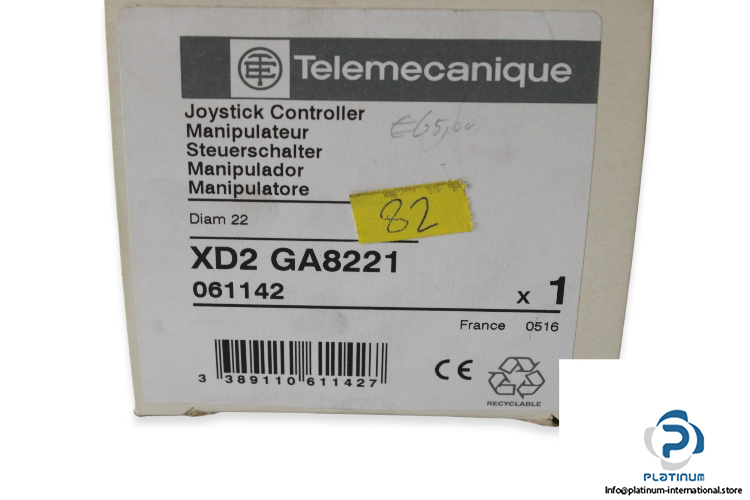 Telemecanique
Joystick Controller
Manipulateur
Steuerschalter
Manipulador
Manipulatore
€65,00
Diam 22
82
XD2 GA8221
061142
x 1
France 0516
3 389110 611427
CE
RECYCLABLE
PLATINUM
Info@platinum-international.store